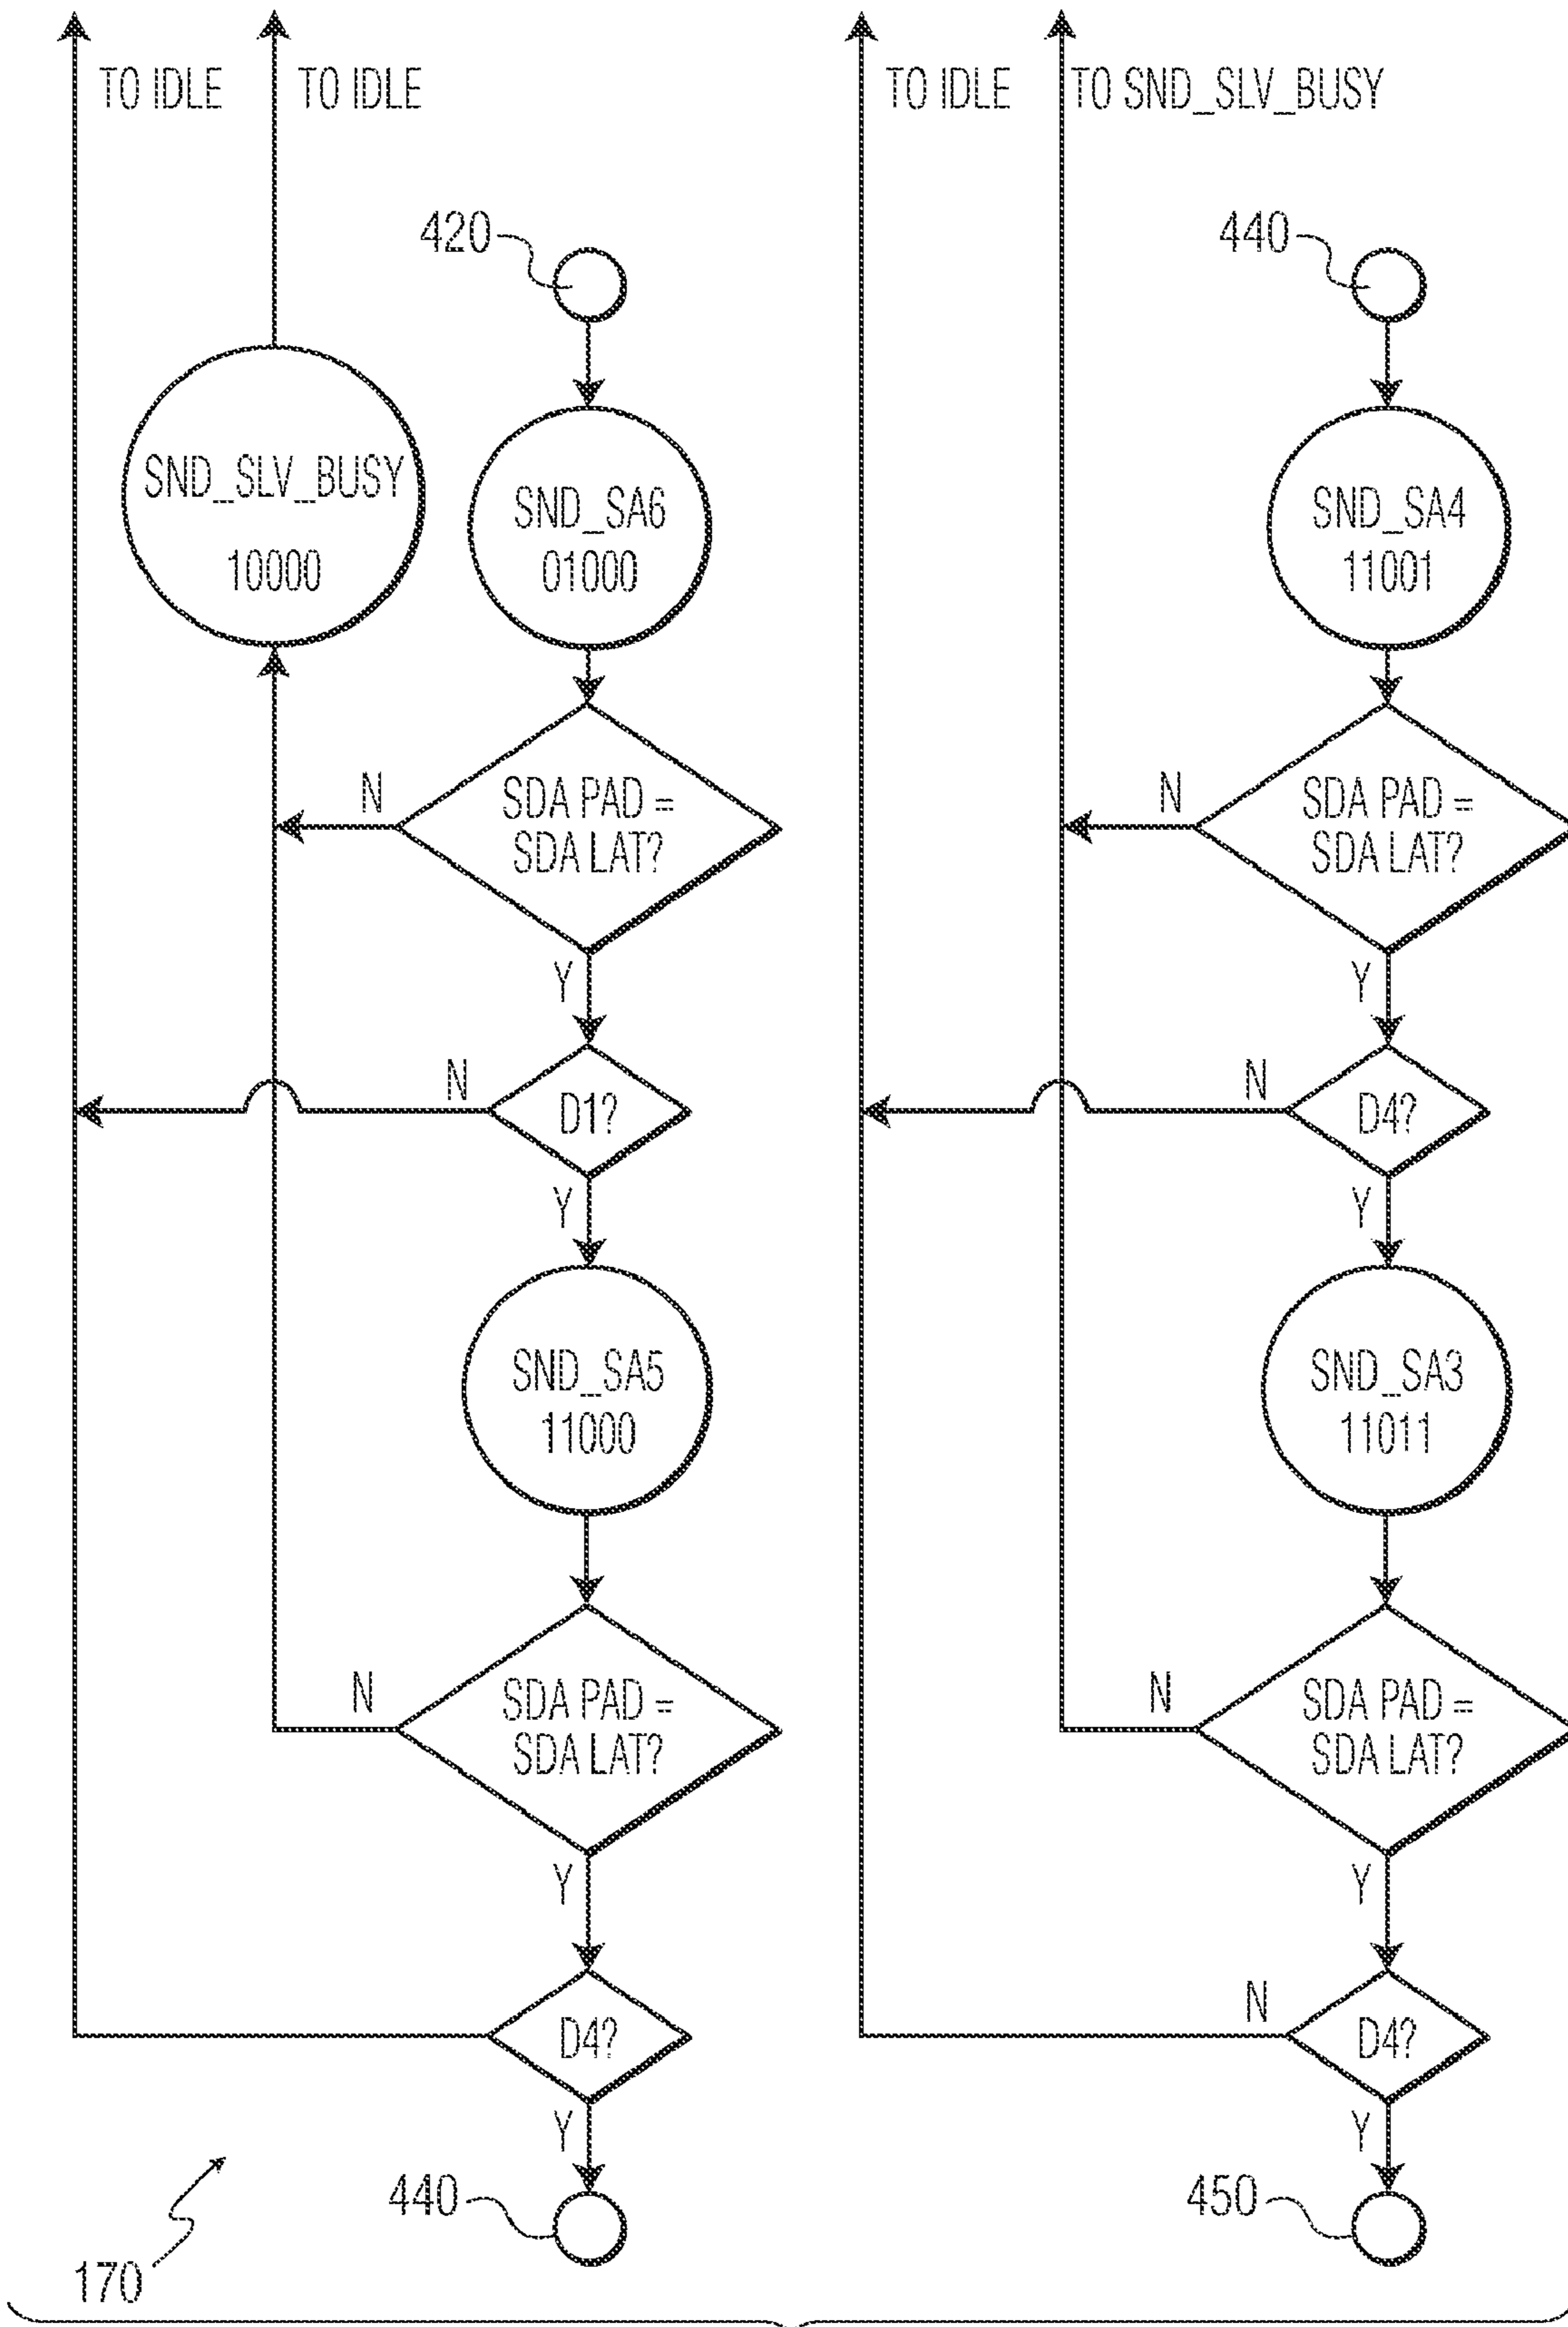 TO IDLE
TO IDLE
420
SND_SLV_BUSY
10000
SND_SA6
01000
N
SDA PAD =
SDA LAT?
Y
N
D1?
Y
SND_SA5
11000
N
SDA PAD =
SDA LAT?
Y
D4?
Y
440
170
TO IDLE
TO SND_SLV_BUSY
440
SND_SA4
11001
N
SDA PAD =
SDA LAT?
Y
N
D4?
Y
SND_SA3
11011
N
SDA PAD =
SDA LAT?
Y
N
D4?
Y
450